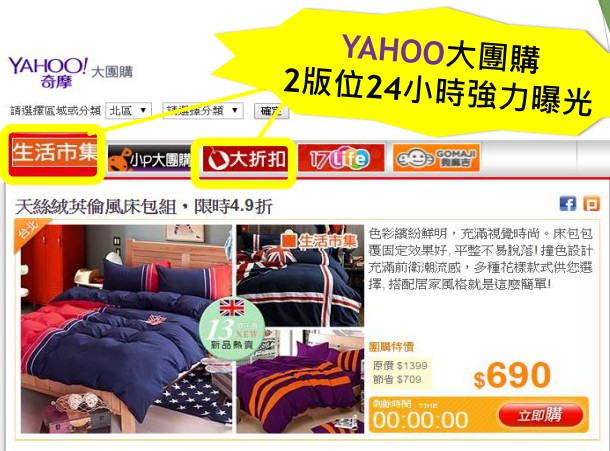 YAHOO大團購
2版位24小時強力曝光
YAHOO!
奇摩 大團購
請選擇區域或分類 北區 ▼ 請選擇分類 ▼ 確定
生活市集 小P大團購 大折扣 17Life GOMAJI 夠麻吉
天絲絨英倫風床包組，限時4.9折
台北
生活市集
色彩繽紛鮮明，充滿視覺時尚。床包包
覆固定效果好,平整不易脫落!撞色設計
充滿前衛潮流感，多種花樣款式供您選
擇,搭配居家風格就是這麼簡單!
13
NEW
新品熱賣
團購特價
原價 $1399
節省 $709
$690
剩餘時間 TIME
00:00:00
立即購